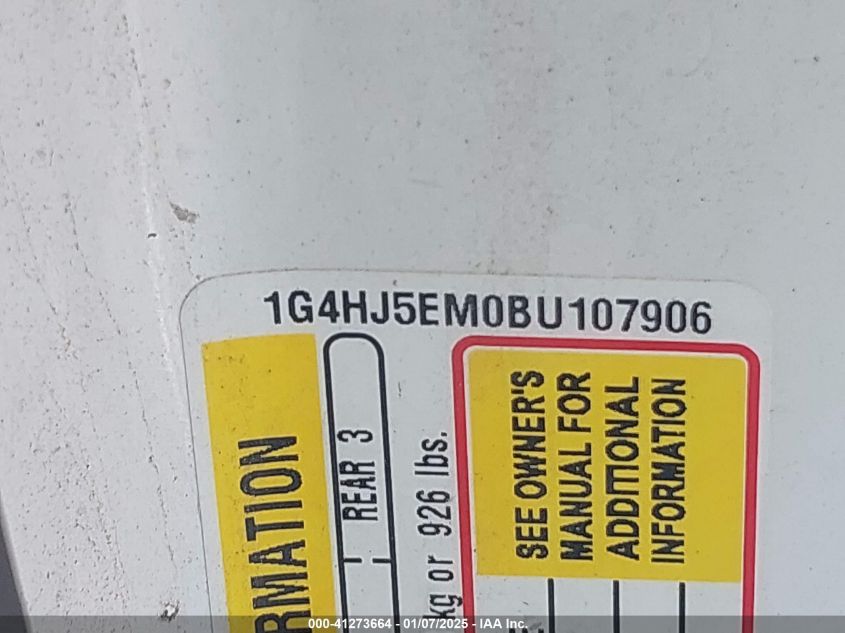 1G4HJ5EM0BU107906
RMATION
REAR 3
kg or 926 lbs.
SEE OWNER'S
MANUAL FOR
ADDITIONAL
INFORMATION
000-41273664 - 01/07/2025 - IAA Inc.